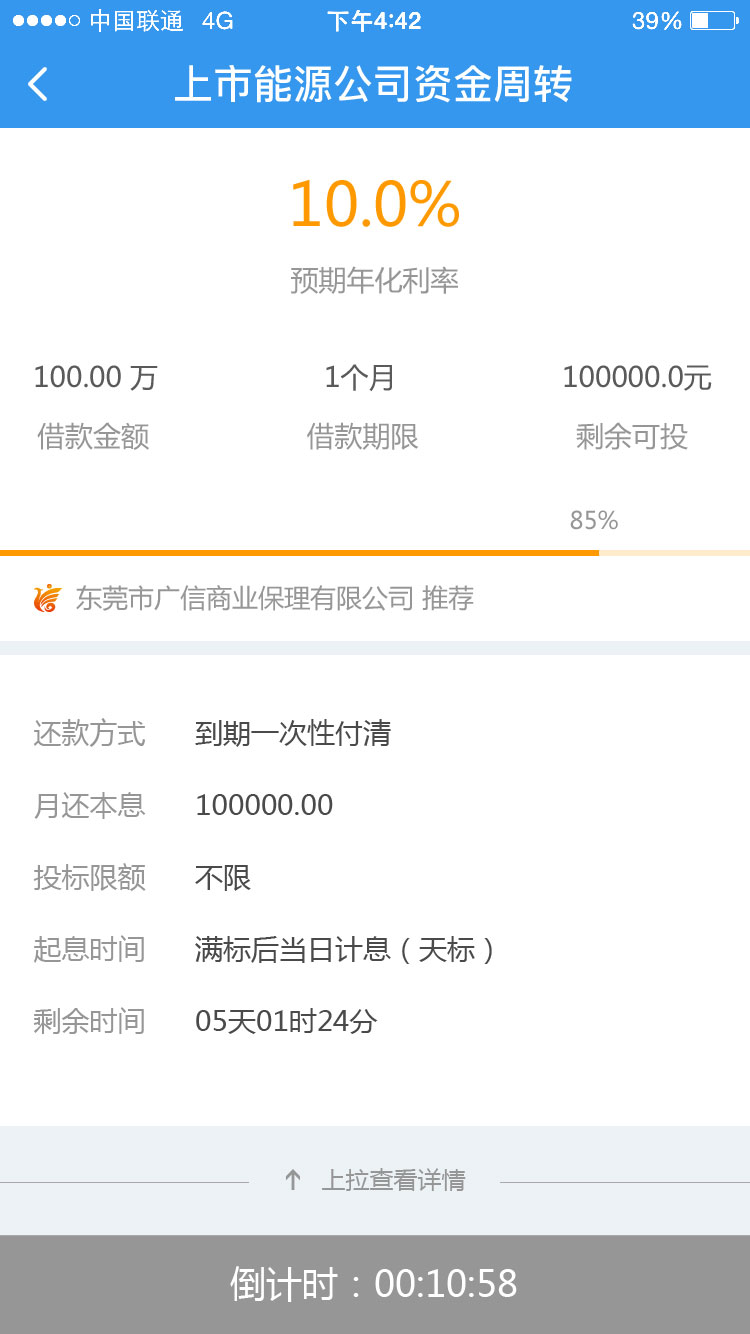 中国联通 4G 下午4:42 39%
上市能源公司资金周转
10.0%
预期年化利率
100.00 万 1个月 100000.0元
借款金额 借款期限 剩余可投
85%
东莞市广信商业保理有限公司 推荐
还款方式 到期一次性付清
月还本息 100000.00
投标限额 不限
起息时间 满标后当日计息（天标）
剩余时间 05天01时24分
上拉查看详情
倒计时：00:10:58